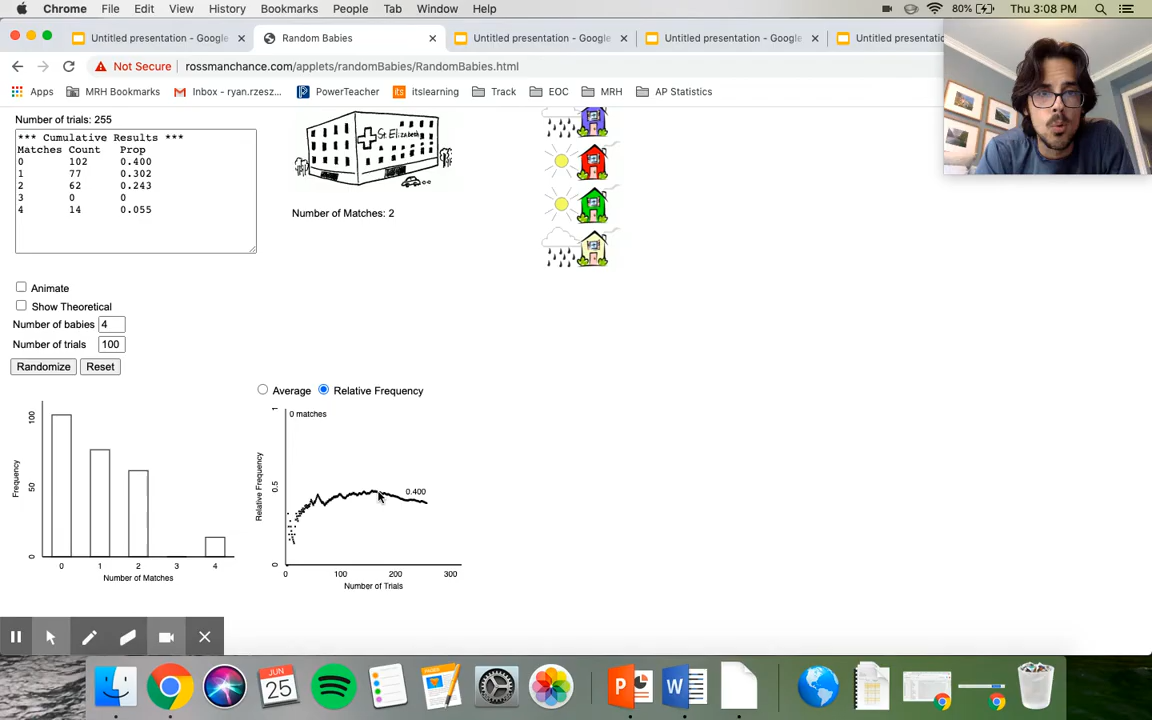 Chrome File Edit View History Bookmarks People Tab Window Help 80% Thu 3:08 PM
Untitled presentation - Google Random Babies Untitled presentation - Google Untitled presentation - Google Untitled presentatio
Not Secure rossmanchance.com/applets/randomBabies/RandomBabies.html
Apps MRH Bookmarks Inbox - ryan.rzesz... PowerTeacher its itslearning Track EOC MRH AP Statistics
Number of trials: 255
*** Cumulative Results ***
Matches Count Prop
0 102 0.400
1 77 0.302
2 62 0.243
3 0 0
4 14 0.055
St. Elizabeth
Number of Matches: 2
Animate
Show Theoretical
Number of babies 4
Number of trials 100
Randomize Reset
Average Relative Frequency
100
50
0
Frequency
0 1 2 3 4
Number of Matches
0 matches
1
0.5
0
Relative Frequency
0.400
0 100 200 300
Number of Trials
JUN
25
P W